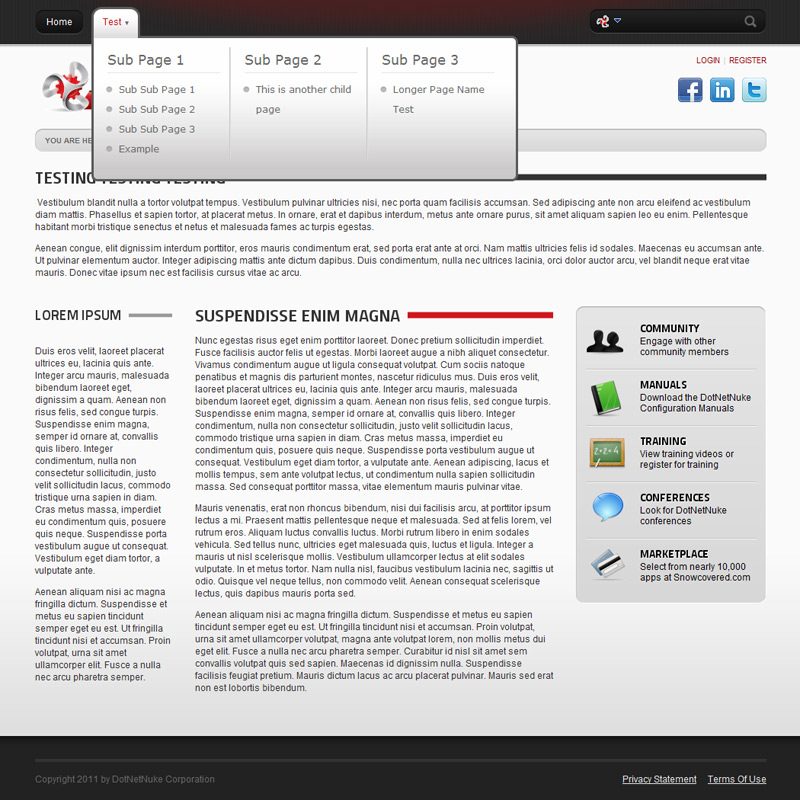 Home
Test
LOGIN | REGISTER
Sub Page 1
Sub Sub Page 1
Sub Sub Page 2
Sub Sub Page 3
Example
Sub Page 2
This is another child
page
Sub Page 3
Longer Page Name
Test
YOU ARE HE
TESTING TESTING TESTING
Vestibulum blandit nulla a tortor volutpat tempus. Vestibulum pulvinar ultricies nisi, nec porta quam facilisis accumsan. Sed adipiscing ante non arcu eleifend ac vestibulum
diam mattis. Phasellus et sapien tortor, at placerat metus. In ornare, erat et dapibus interdum, metus ante ornare purus, sit amet aliquam sapien leo eu enim. Pellentesque
habitant morbi tristique senectus et netus et malesuada fames ac turpis egestas.
Aenean congue, elit dignissim interdum porttitor, eros mauris condimentum erat, sed porta erat ante at orci. Nam mattis ultricies felis id sodales. Maecenas eu accumsan ante.
Ut pulvinar elementum auctor. Integer adipiscing mattis ante dictum dapibus. Duis condimentum, nulla nec ultrices lacinia, orci dolor auctor arcu, vel blandit neque erat vitae
mauris. Donec vitae ipsum nec est facilisis cursus vitae ac arcu.
LOREM IPSUM
Duis eros velit, laoreet placerat
ultrices eu, lacinia quis ante.
Integer arcu mauris, malesuada
bibendum laoreet eget,
dignissim a quam. Aenean non
risus felis, sed congue turpis.
Suspendisse enim magna,
semper id ornare at, convallis
quis libero. Integer
condimentum, nulla non
consectetur sollicitudin, justo
velit sollicitudin lacus, commodo
tristique urna sapien in diam.
Cras metus massa, imperdiet
eu condimentum quis, posuere
quis neque. Suspendisse porta
vestibulum augue ut consequat.
Vestibulum eget diam tortor, a
vulputate ante.
Aenean aliquam nisi ac magna
fringilla dictum. Suspendisse et
metus eu sapien tincidunt
semper eget eu est. Ut fringilla
tincidunt nisi et accumsan. Proin
volutpat, urna sit amet
ullamcorper elit. Fusce a nulla
nec arcu pharetra semper.
SUSPENDISSE ENIM MAGNA
Nunc egestas risus eget enim porttitor laoreet. Donec pretium sollicitudin imperdiet.
Fusce facilisis auctor felis ut egestas. Morbi laoreet augue a nibh aliquet consectetur.
Vivamus condimentum augue ut ligula consequat volutpat. Cum sociis natoque
penatibus et magnis dis parturient montes, nascetur ridiculus mus. Duis eros velit,
laoreet placerat ultrices eu, lacinia quis ante. Integer arcu mauris, malesuada
bibendum laoreet eget, dignissim a quam. Aenean non risus felis, sed congue turpis.
Suspendisse enim magna, semper id ornare at, convallis quis libero. Integer
condimentum, nulla non consectetur sollicitudin, justo velit sollicitudin lacus,
commodo tristique urna sapien in diam. Cras metus massa, imperdiet eu
condimentum quis, posuere quis neque. Suspendisse porta vestibulum augue ut
consequat. Vestibulum eget diam tortor, a vulputate ante. Aenean adipiscing, lacus et
mollis tempus, sem ante volutpat lectus, ut condimentum nulla sapien sollicitudin
massa. Sed consequat porttitor massa, vitae elementum mauris pulvinar vitae.
Mauris venenatis, erat non rhoncus bibendum, nisi dui facilisis arcu, at porttitor ipsum
lectus a mi. Praesent mattis pellentesque neque et malesuada. Sed at felis lorem, vel
rutrum eros. Aliquam luctus convallis luctus. Morbi rutrum libero in enim sodales
vehicula. Sed tellus nunc, ultricies eget malesuada quis, luctus et ligula. Integer a
mauris ut nisl scelerisque mollis. Vestibulum ullamcorper lectus at elit sodales
vulputate. In et metus tortor. Nam nulla nisl, faucibus vestibulum lacinia nec, sagittis ut
odio. Quisque vel neque tellus, non commodo velit. Aenean consequat scelerisque
lectus, quis dapibus mauris porta sed.
Aenean aliquam nisi ac magna fringilla dictum. Suspendisse et metus eu sapien
tincidunt semper eget eu est. Ut fringilla tincidunt nisi et accumsan. Proin volutpat,
urna sit amet ullamcorper volutpat, magna ante volutpat lorem, non mollis metus dui
eget elit. Fusce a nulla nec arcu pharetra semper. Curabitur id nisl sit amet sem
convallis volutpat quis sed sapien. Maecenas id dignissim nulla. Suspendisse
facilisis feugiat pretium. Mauris dictum lacus ac arcu placerat pulvinar. Mauris sed erat
non est lobortis bibendum.
COMMUNITY
Engage with other
community members
MANUALS
Download the DotNetNuke
Configuration Manuals
TRAINING
View training videos or
register for training
CONFERENCES
Look for DotNetNuke
conferences
MARKETPLACE
Select from nearly 10,000
apps at Snowcovered.com
Copyright 2011 by DotNetNuke Corporation
Privacy Statement
Terms Of Use